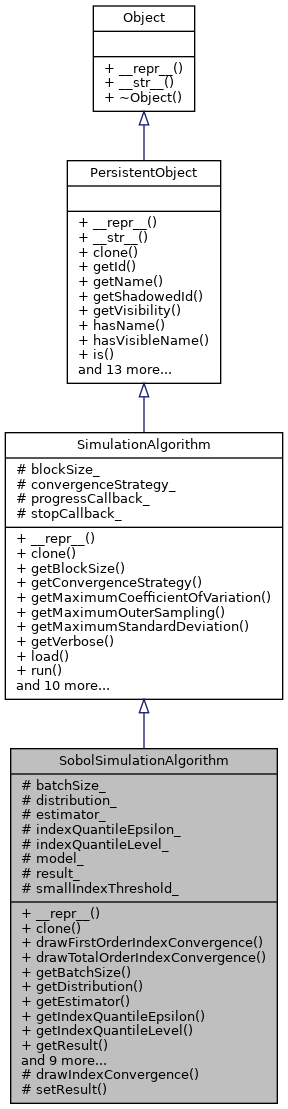 Object
+ __repr__()
+ __str__()
+ ~Object()
PersistentObject
+ __repr__()
+ __str__()
+ clone()
+ getId()
+ getName()
+ getShadowedId()
+ getVisibility()
+ hasName()
+ hasVisibleName()
+ is()
and 13 more...
SimulationAlgorithm
# blockSize_
# convergenceStrategy_
# progressCallback_
# stopCallback_
+ __repr__()
+ clone()
+ getBlockSize()
+ getConvergenceStrategy()
+ getMaximumCoefficientOfVariation()
+ getMaximumOuterSampling()
+ getMaximumStandardDeviation()
+ getVerbose()
+ load()
+ run()
and 10 more...
SobolSimulationAlgorithm
# batchSize_
# distribution_
# estimator_
# indexQuantileEpsilon_
# indexQuantileLevel_
# model_
# result_
# smallIndexThreshold_
+ __repr__()
+ clone()
+ drawFirstOrderIndexConvergence()
+ drawTotalOrderIndexConvergence()
+ getBatchSize()
+ getDistribution()
+ getEstimator()
+ getIndexQuantileEpsilon()
+ getIndexQuantileLevel()
+ getResult()
and 9 more...
# drawIndexConvergence()
# setResult()